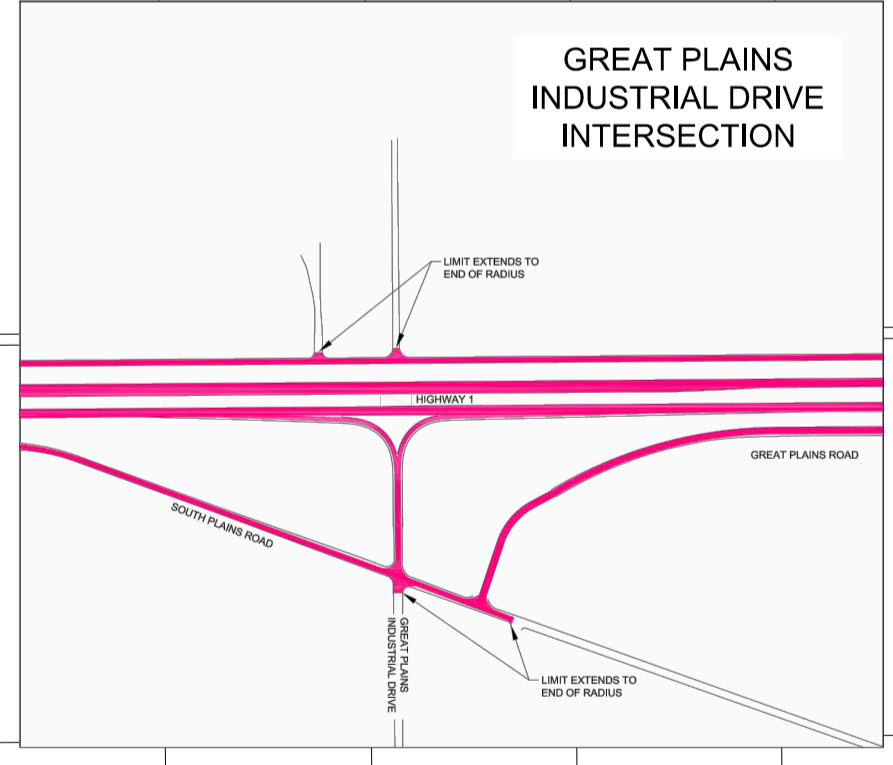 GREAT PLAINS
INDUSTRIAL DRIVE
INTERSECTION
LIMIT EXTENDS TO
END OF RADIUS
HIGHWAY 1
GREAT PLAINS ROAD
SOUTH PLAINS ROAD
GREAT PLAINS
INDUSTRIAL DRIVE
LIMIT EXTENDS TO
END OF RADIUS